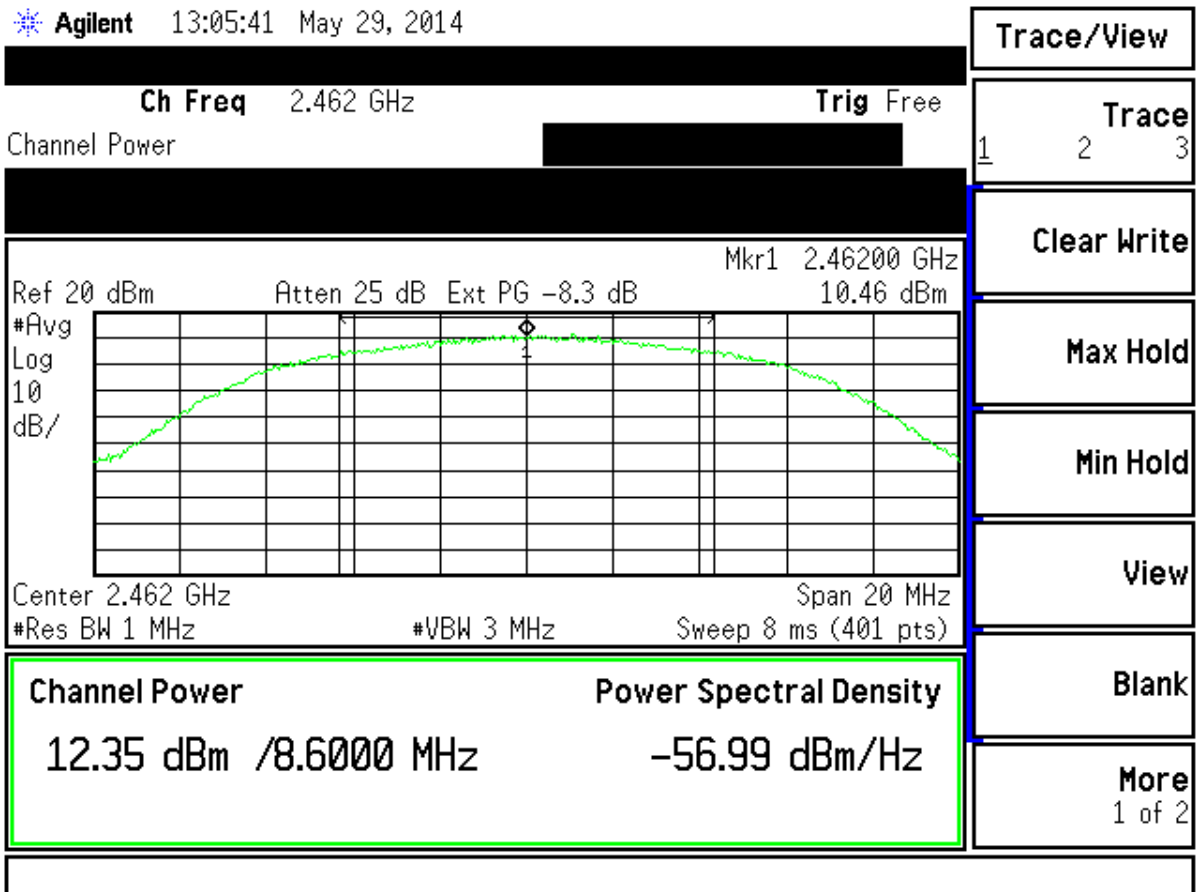 Agilent 13:05:41 May 29, 2014
Trace/View
Ch Freq 2.462 GHz Trig Free
Channel Power
Trace
1 2 3
Clear Write
Max Hold
Min Hold
View
Blank
More
1 of 2
Mkr1 2.46200 GHz
Ref 20 dBm Atten 25 dB Ext PG -8.3 dB 10.46 dBm
#Avg
Log
10
dB/
1
Center 2.462 GHz Span 20 MHz
#Res BW 1 MHz #VBW 3 MHz Sweep 8 ms (401 pts)
Channel Power Power Spectral Density
12.35 dBm /8.6000 MHz -56.99 dBm/Hz